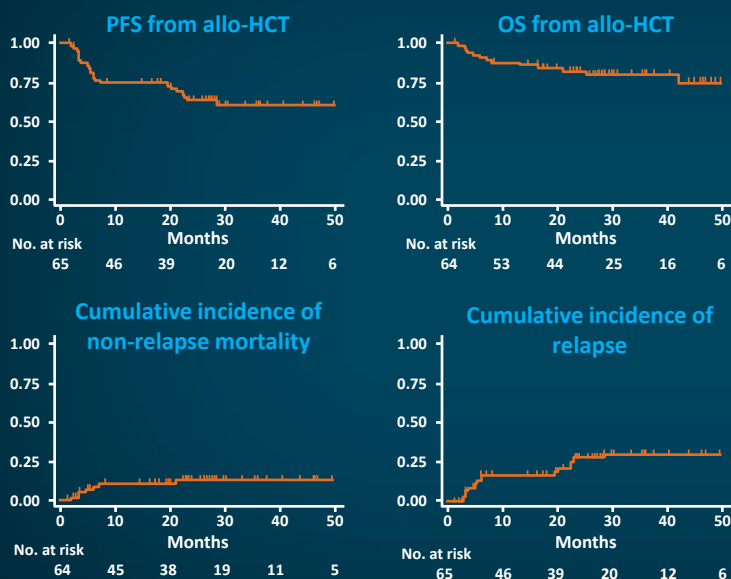 PFS from allo-HCT
1.00
0.75
0.50
0.25
0.00
0 10 20 30 40 50
Months
No. at risk
65 46 39 20 12 6
OS from allo-HCT
1.00
0.75
0.50
0.25
0.00
0 10 20 30 40 50
Months
No. at risk
64 53 44 25 16 6
Cumulative incidence of
non-relapse mortality
1.00
0.75
0.50
0.25
0.00
0 10 20 30 40 50
Months
No. at risk
64 45 38 19 11 5
Cumulative incidence of
relapse
1.00
0.75
0.50
0.25
0.00
0 10 20 30 40 50
Months
No. at risk
65 46 39 20 12 6